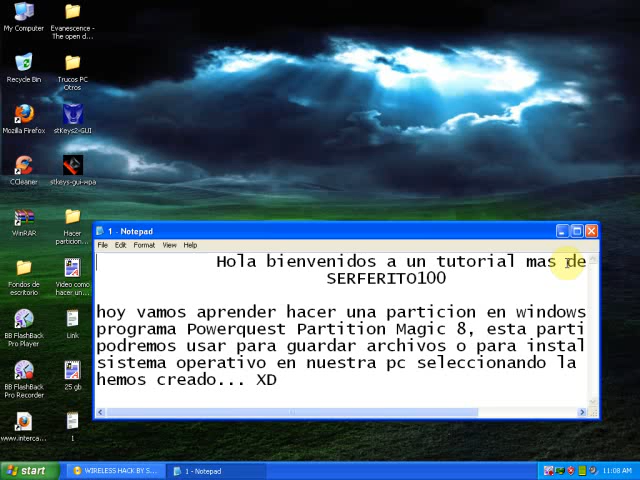 My Computer
Evanescence -
The open d...
Recycle Bin
Trucos PC
Otros
Mozilla Firefox
stKeys2-GUI
CCleaner
stkeys-gui-wpa
WinRAR
Hacer
particion...
Fondos de
escritorio
Video como
hacer un...
BB FlashBack
Pro Player
Link
BB FlashBack
Pro Recorder
25 gb
www.interca...
1
1 - Notepad
File Edit Format View Help
Hola bienvenidos a un tutorial mas de
SERFERITO100
hoy vamos aprender hacer una particion en windows
programa Powerquest Partition Magic 8, esta parti
podremos usar para guardar archivos o para instal
sistema operativo en nuestra pc seleccionando la
hemos creado... XD
start
WIRELESS HACK BY S...
1 - Notepad
11:08 AM